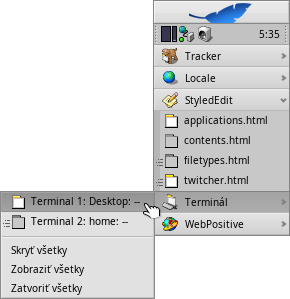 5:35
Tracker
Locale
StyledEdit
applications.html
contents.html
filetypes.html
twitcher.html
Terminál
WebPositive
Terminal 1: Desktop: --
Terminal 2: home: --
Skryť všetky
Zobraziť všetky
Zatvoriť všetky